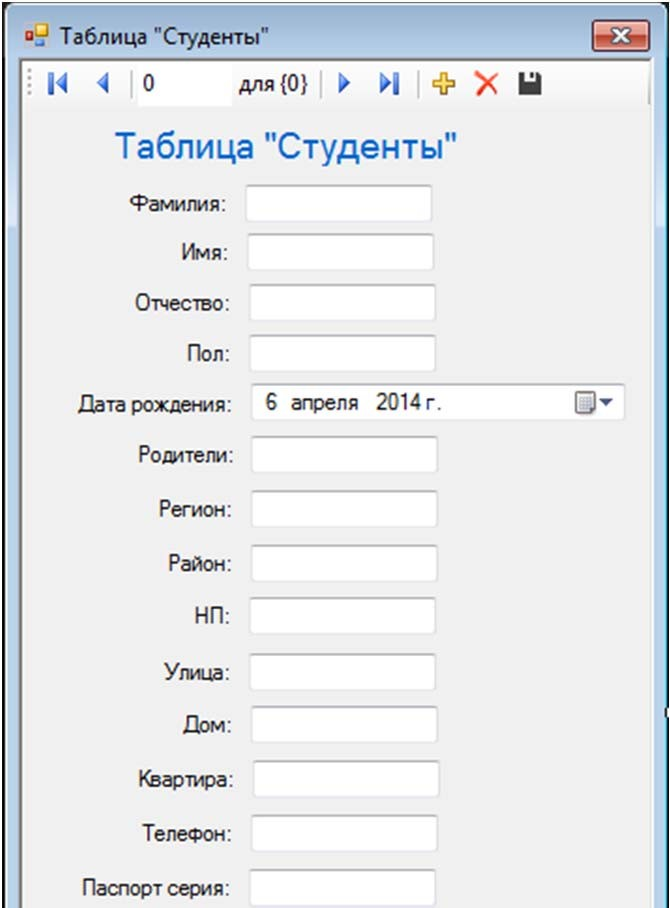 Таблица "Студенты"
0 для {0}
Таблица "Студенты"
Фамилия:
Имя:
Отчество:
Пол:
Дата рождения: 6 апреля 2014 г.
Родители:
Регион:
Район:
НП:
Улица:
Дом:
Квартира:
Телефон:
Паспорт серия: